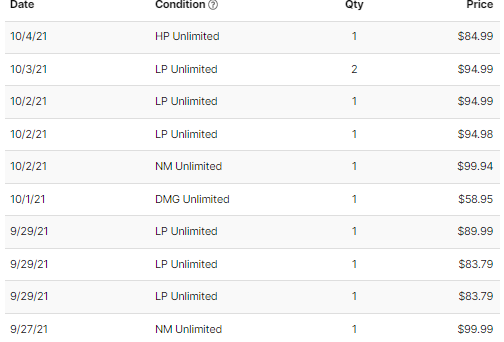 Date Condition ? Qty Price
10/4/21 HP Unlimited 1 $84.99
10/3/21 LP Unlimited 2 $94.99
10/2/21 LP Unlimited 1 $94.99
10/2/21 LP Unlimited 1 $94.98
10/2/21 NM Unlimited 1 $99.94
10/1/21 DMG Unlimited 1 $58.95
9/29/21 LP Unlimited 1 $89.99
9/29/21 LP Unlimited 1 $83.79
9/29/21 LP Unlimited 1 $83.79
9/27/21 NM Unlimited 1 $99.99